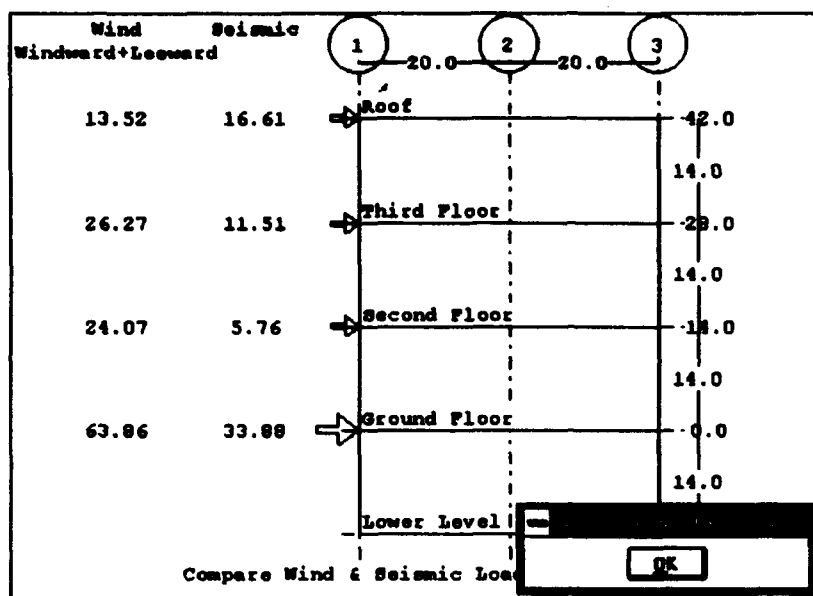 Wind Seismic
Windward+Leeward
1 2 3
20.0 20.0
Roof
13.52 16.61 42.0
14.0
Third Floor
26.27 11.51 28.0
14.0
Second Floor
24.07 5.76 14.0
14.0
Ground Floor
63.86 33.88 0.0
14.0
Lower Level
OK
Compare Wind & Seismic